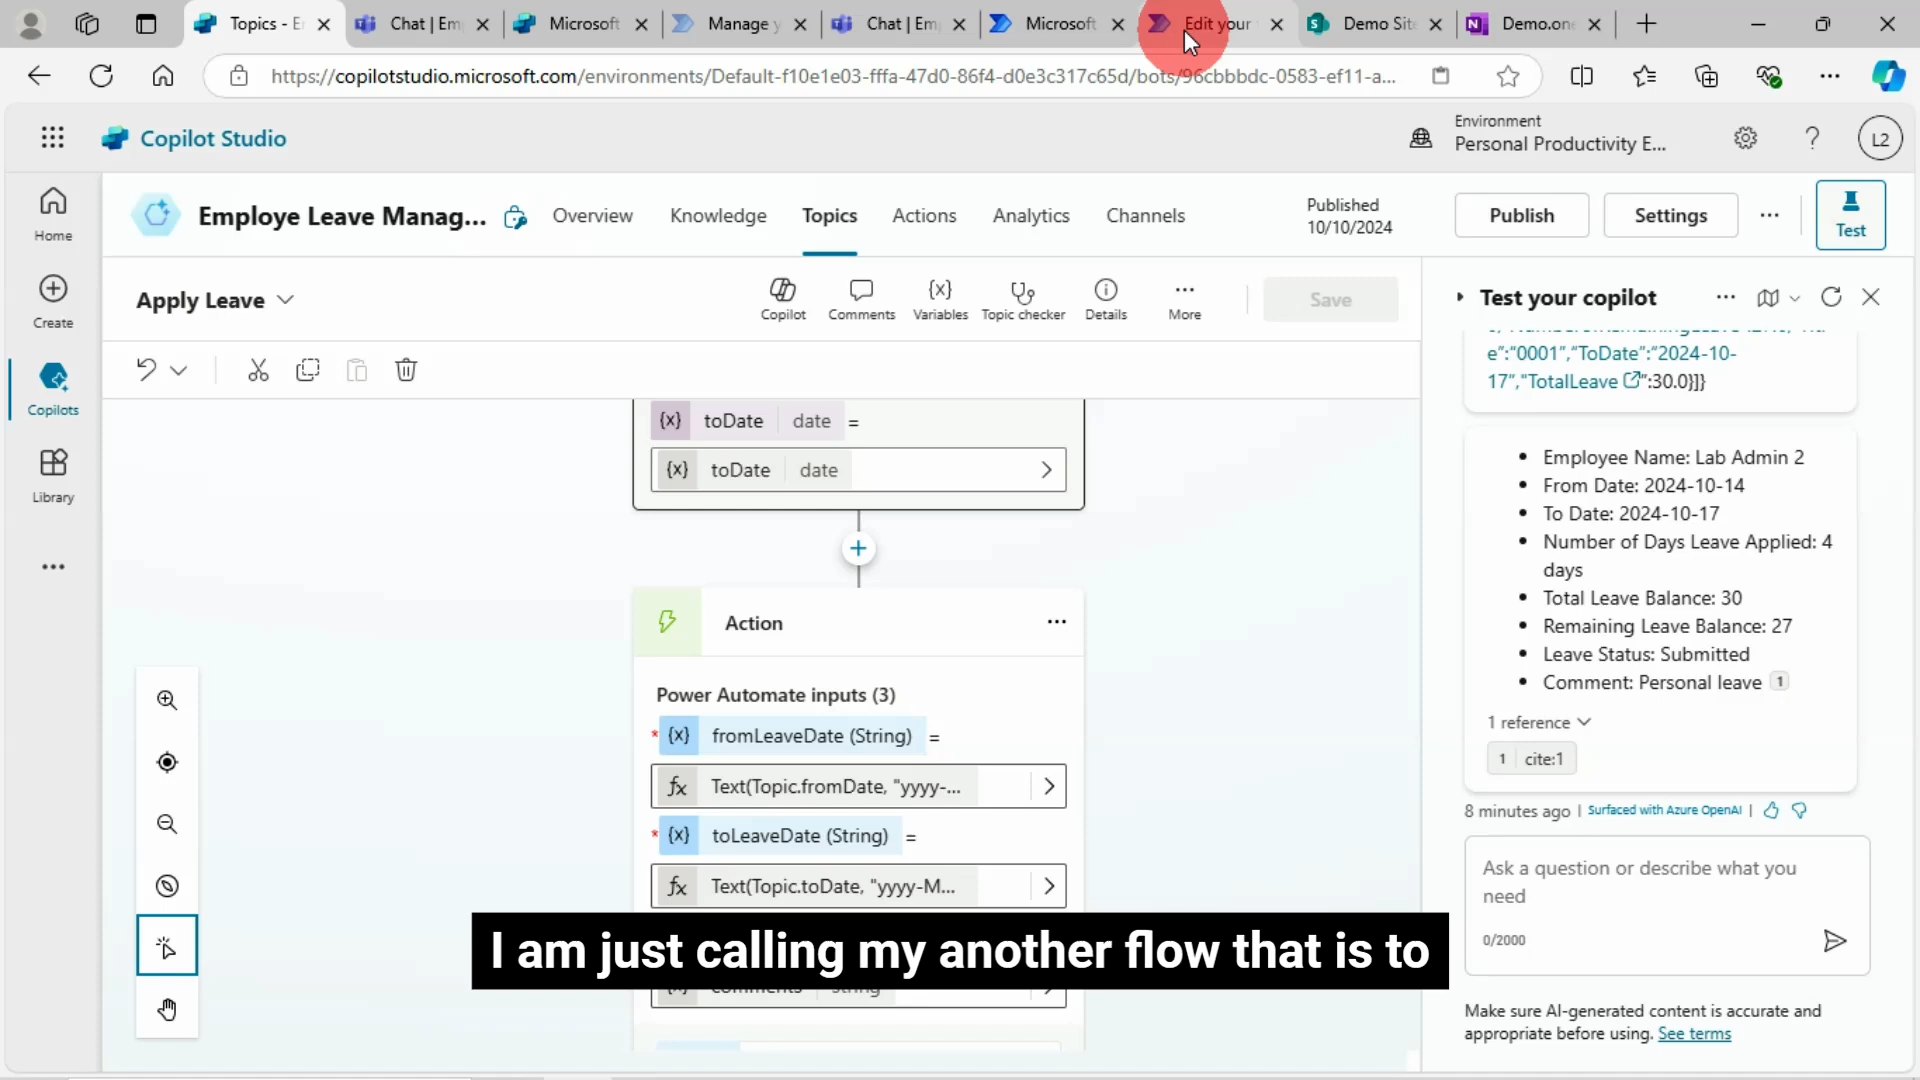 Topics - E
Chat | Em
Microsoft
Manage y
Chat | Em
Microsoft
Edit your
Demo Site
Demo.one
https://copilotstudio.microsoft.com/environments/Default-f10e1e03-fffa-47d0-86f4-d0e3c317c65d/bots/96cbbbdc-0583-ef11-a...
Copilot Studio
Environment
Personal Productivity E...
L2
Home
Create
Copilots
Library
Employe Leave Manag...
Overview
Knowledge
Topics
Actions
Analytics
Channels
Published
10/10/2024
Publish
Settings
Test
Apply Leave
Copilot
Comments
Variables
Topic checker
Details
More
Save
{x} toDate date =
{x} toDate date
Action
Power Automate inputs (3)
* {x} fromLeaveDate (String) =
fx Text(Topic.fromDate, "yyyy-...
* {x} toLeaveDate (String) =
fx Text(Topic.toDate, "yyyy-M...
I am just calling my another flow that is to
Test your copilot
e":"0001","ToDate":"2024-10-
17","TotalLeave":30.0}]}
Employee Name: Lab Admin 2
From Date: 2024-10-14
To Date: 2024-10-17
Number of Days Leave Applied: 4
days
Total Leave Balance: 30
Remaining Leave Balance: 27
Leave Status: Submitted
Comment: Personal leave 1
1 reference
1 cite:1
8 minutes ago | Surfaced with Azure OpenAI |
Ask a question or describe what you
need
0/2000
Make sure AI-generated content is accurate and
appropriate before using. See terms